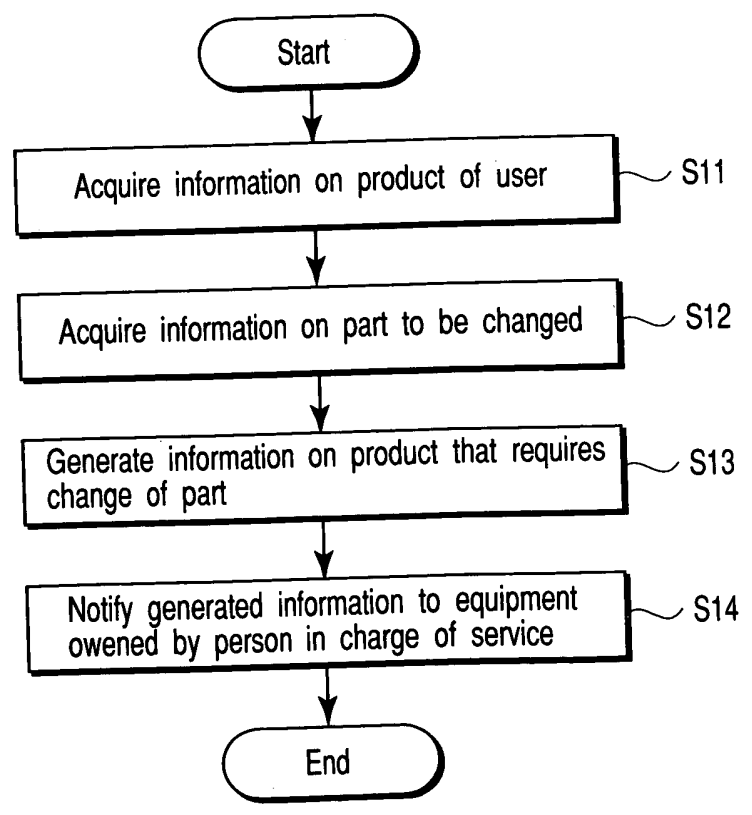 Start
Acquire information on product of user
S11
Acquire information on part to be changed
S12
Generate information on product that requires
change of part
S13
Notify generated information to equipment
owened by person in charge of service
S14
End